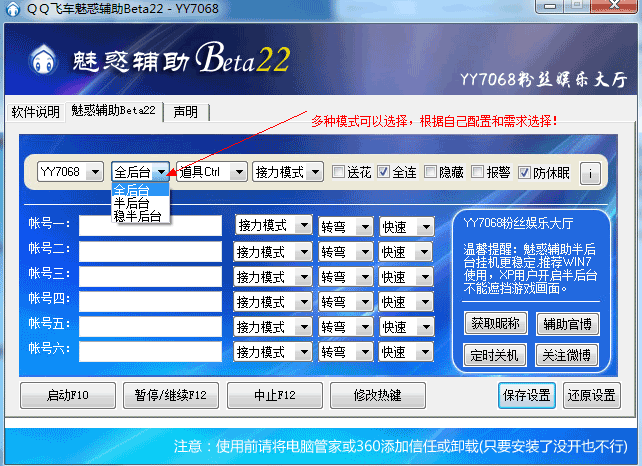 QQ飞车魅惑辅助Beta22 - YY7068
魅惑辅助Beta22
YY7068粉丝娱乐大厅
软件说明 魅惑辅助Beta22 声明
多种模式可以选择，根据自己配置和需求选择！
YY7068 全后台 道具Ctrl 接力模式 送花 全连 隐藏 报警 防休眠 i
全后台
半后台
稳半后台
帐号一： 接力模式 转弯 快速
帐号二： 接力模式 转弯 快速
帐号三： 接力模式 转弯 快速
帐号四： 接力模式 转弯 快速
帐号五： 接力模式 转弯 快速
帐号六： 接力模式 转弯 快速
YY7068粉丝娱乐大厅
温馨提醒：魅惑辅助半后
台挂机更稳定.推荐WIN7
使用，XP用户开启半后台
不能遮挡游戏画面。
获取昵称 辅助官博
定时关机 关注微博
启动F10 暂停/继续F12 中止F12 修改热键 保存设置 还原设置
注意：使用前请将电脑管家或360添加信任或卸载(只要安装了没开也不行)